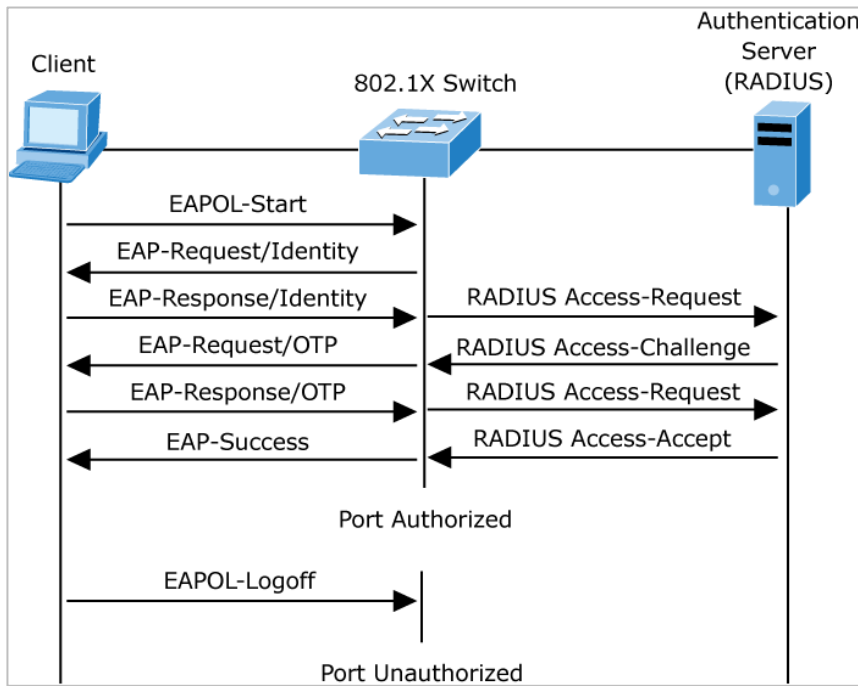 Authentication
Server
(RADIUS)
Client
802.1X Switch
EAPOL-Start
EAP-Request/Identity
EAP-Response/Identity
RADIUS Access-Request
EAP-Request/OTP
RADIUS Access-Challenge
EAP-Response/OTP
RADIUS Access-Request
EAP-Success
RADIUS Access-Accept
Port Authorized
EAPOL-Logoff
Port Unauthorized